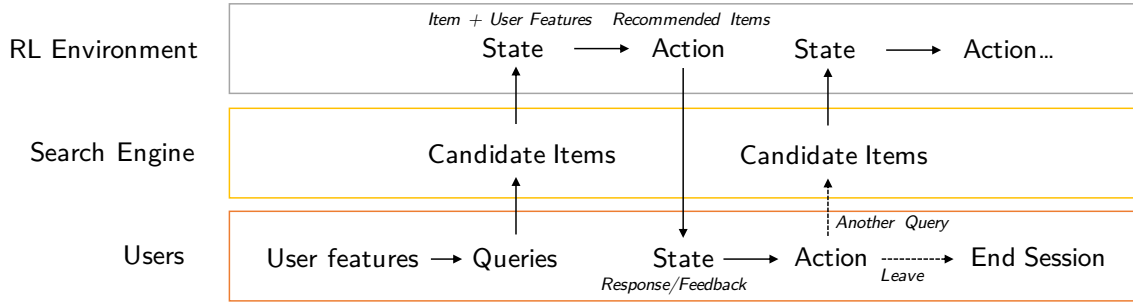 Item + User Features Recommended Items
RL Environment State Action State Action...
Search Engine Candidate Items Candidate Items
Another Query
Users User features Queries State Action End Session
Response/Feedback Leave